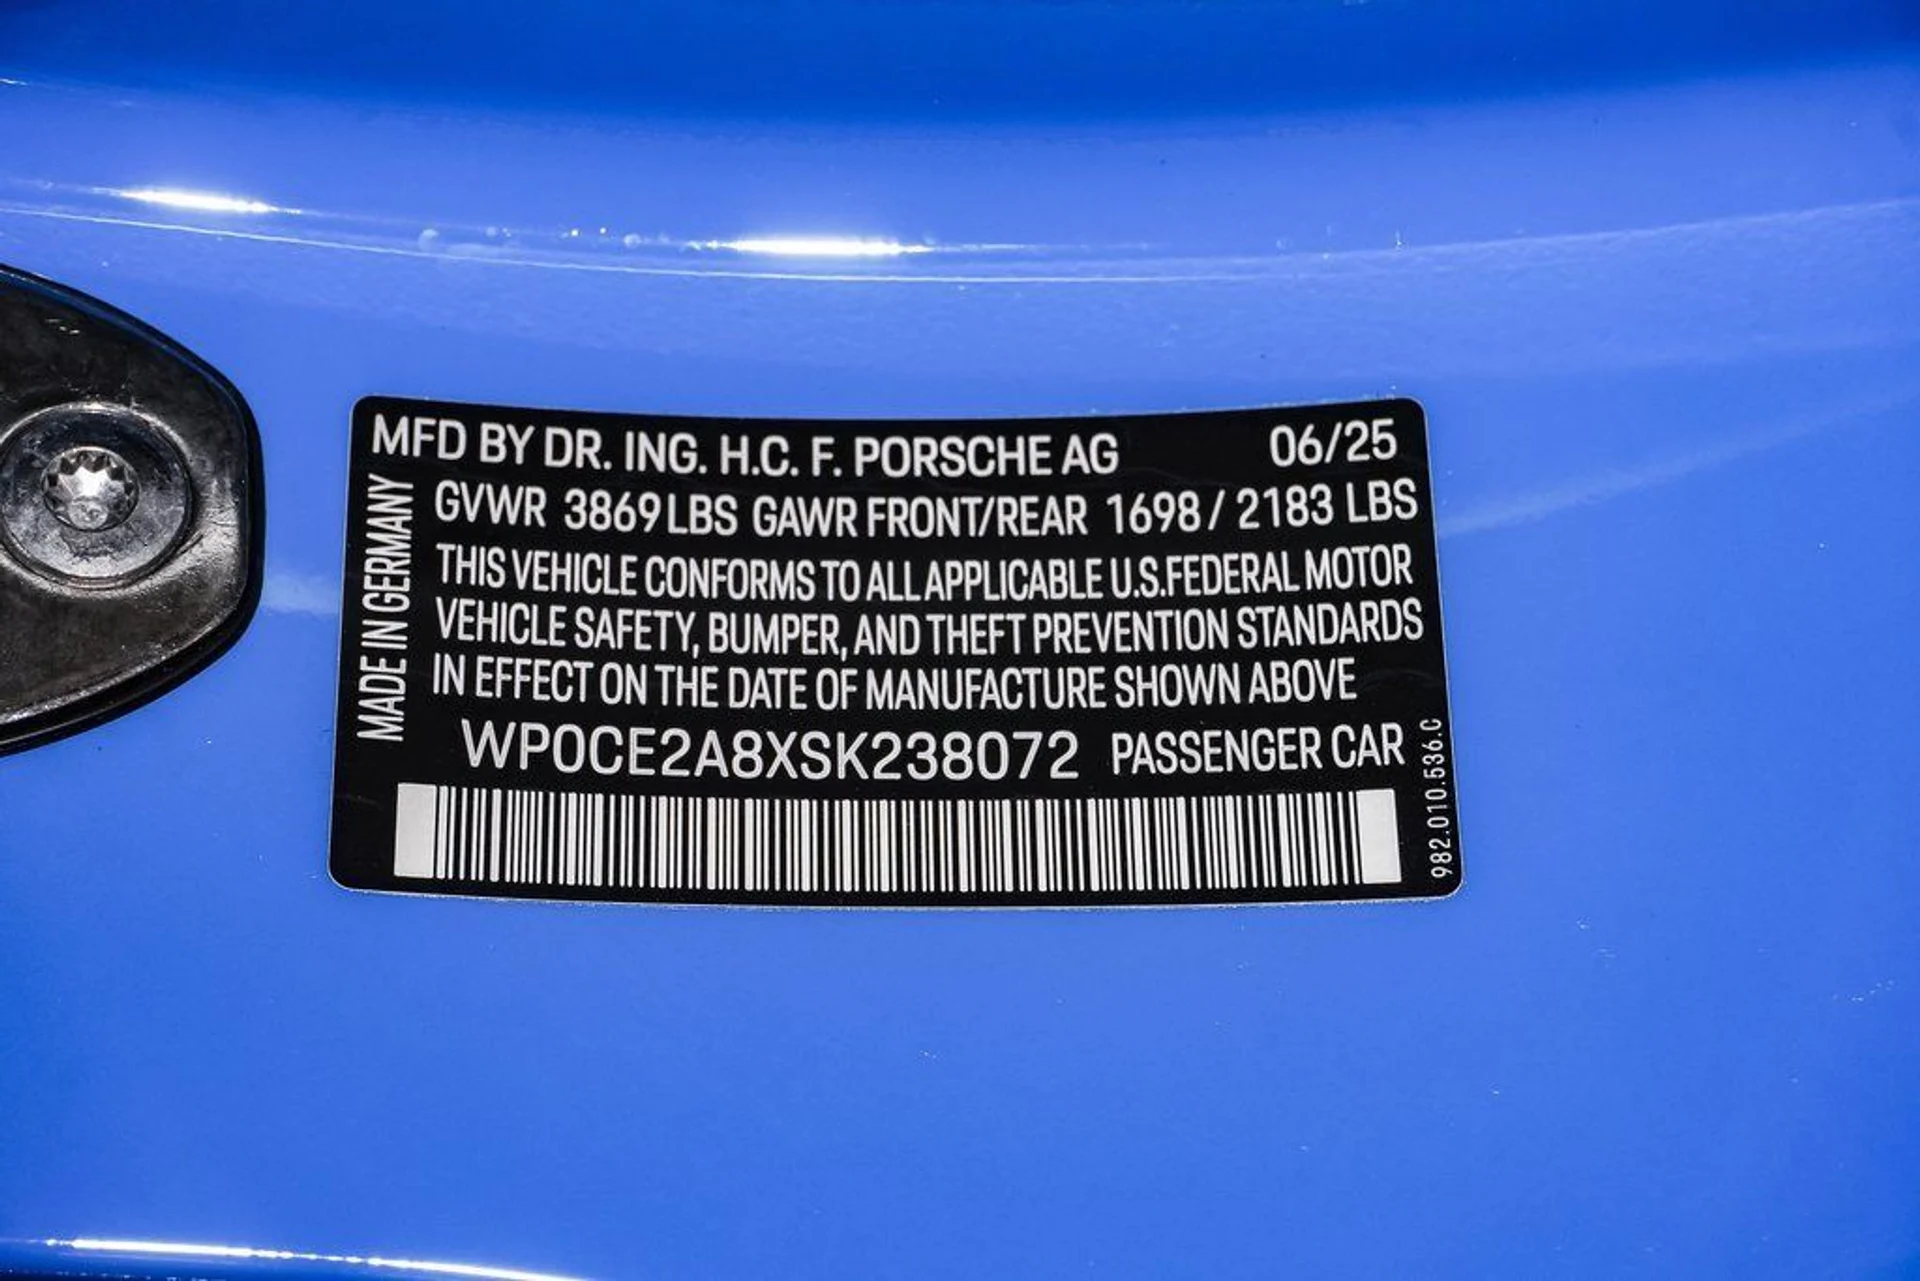 MFD BY DR. ING. H.C. F. PORSCHE AG 06/25
GVWR 3869 LBS GAWR FRONT/REAR 1698 / 2183 LBS
THIS VEHICLE CONFORMS TO ALL APPLICABLE U.S.FEDERAL MOTOR
VEHICLE SAFETY, BUMPER, AND THEFT PREVENTION STANDARDS
IN EFFECT ON THE DATE OF MANUFACTURE SHOWN ABOVE
WP0CE2A8XSK238072 PASSENGER CAR
MADE IN GERMANY
982.010.536.C